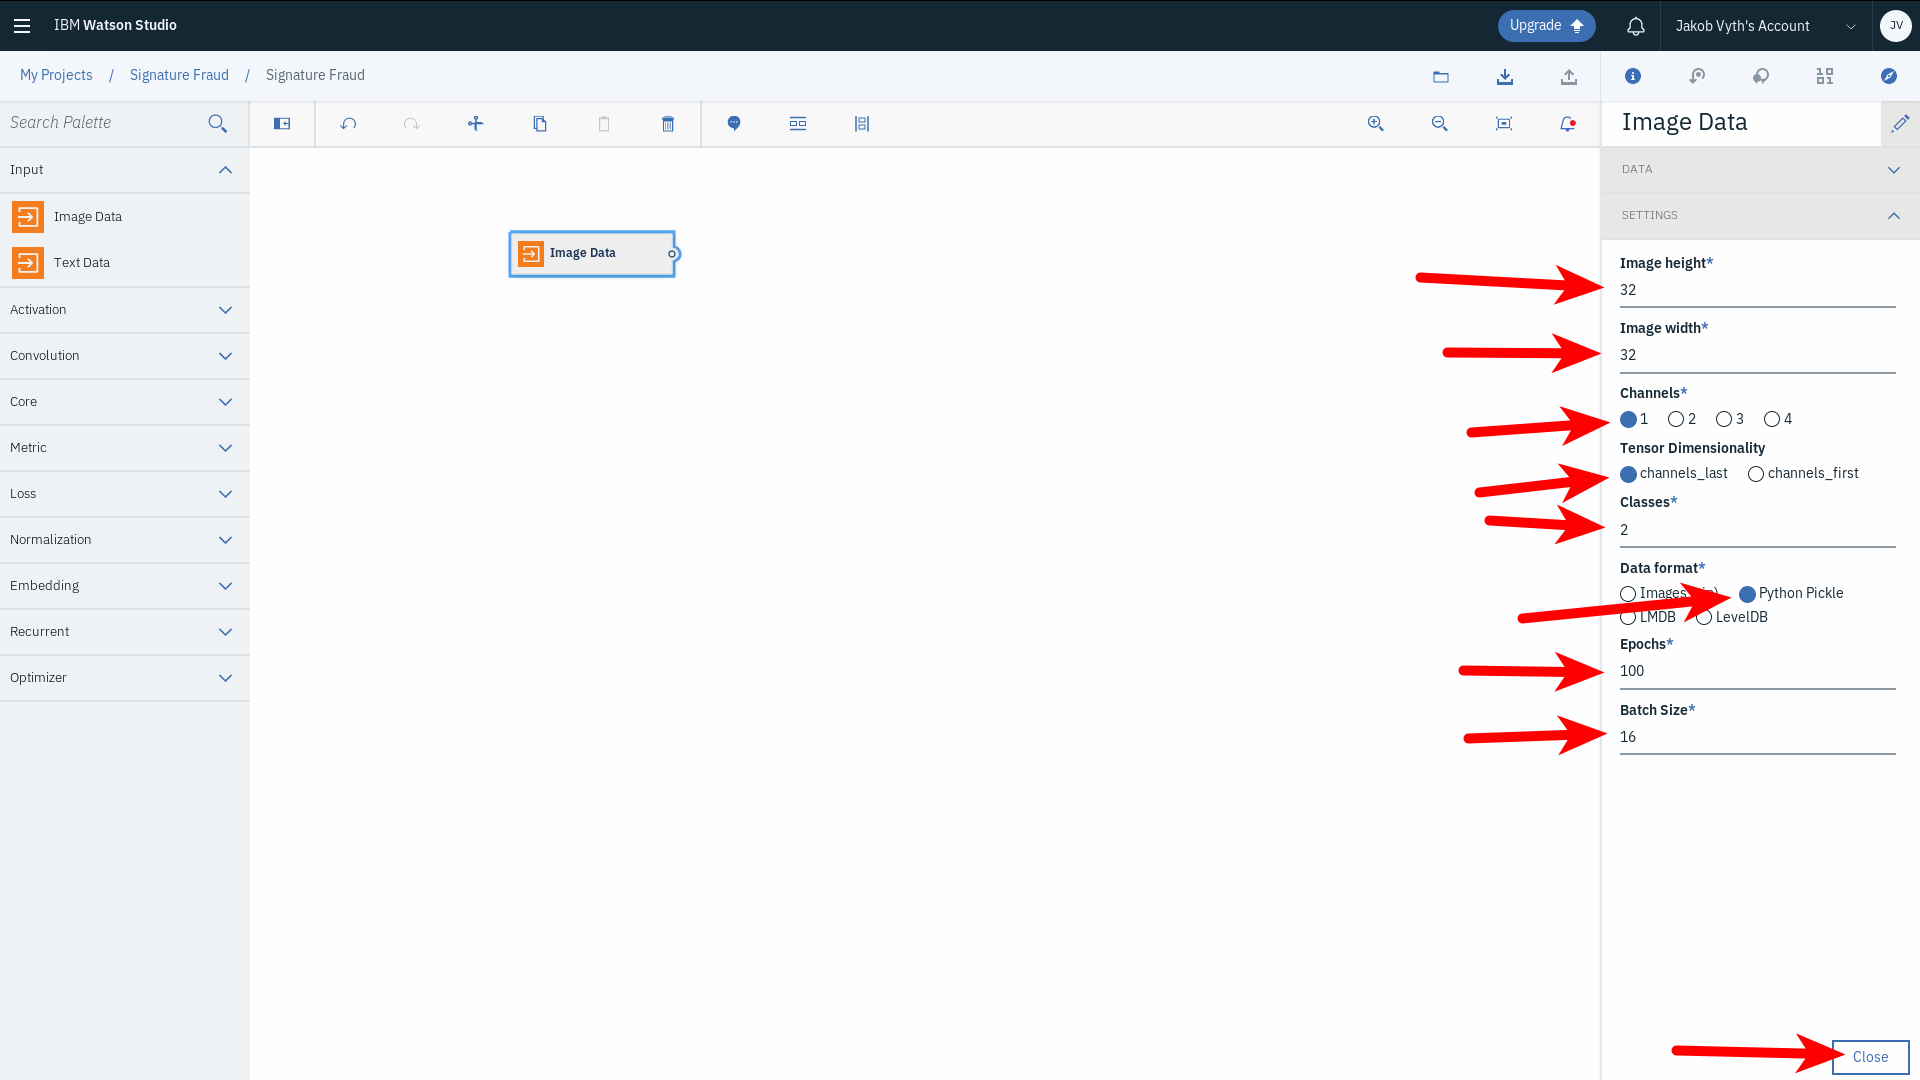 IBM Watson Studio
Upgrade
Jakob Vyth's Account
JV
My Projects / Signature Fraud / Signature Fraud
Search Palette
Input
Image Data
Text Data
Activation
Convolution
Core
Metric
Loss
Normalization
Embedding
Recurrent
Optimizer
Image Data
Image Data
DATA
SETTINGS
Image height*
32
Image width*
32
Channels*
1 2 3 4
Tensor Dimensionality
channels_last channels_first
Classes*
2
Data format*
Images Python Pickle
LMDB LevelDB
Epochs*
100
Batch Size*
16
Close